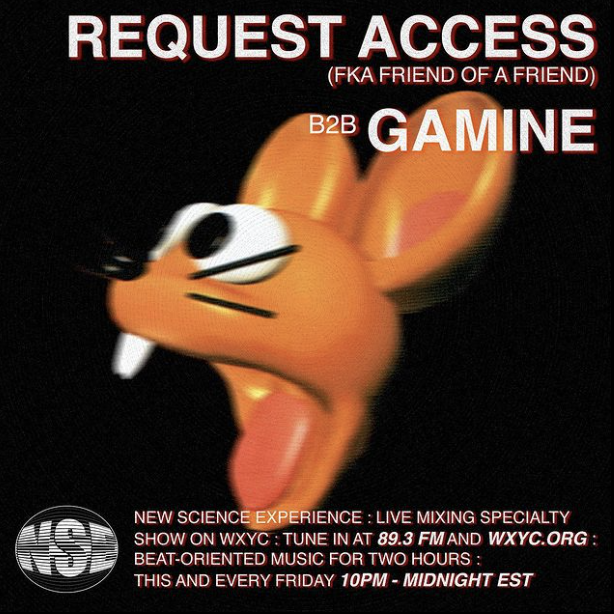 REQUEST ACCESS
(FKA FRIEND OF A FRIEND)
B2B GAMINE
NSE
NEW SCIENCE EXPERIENCE : LIVE MIXING SPECIALTY
SHOW ON WXYC : TUNE IN AT 89.3 FM AND WXYC.ORG :
BEAT-ORIENTED MUSIC FOR TWO HOURS :
THIS AND EVERY FRIDAY 10PM - MIDNIGHT EST